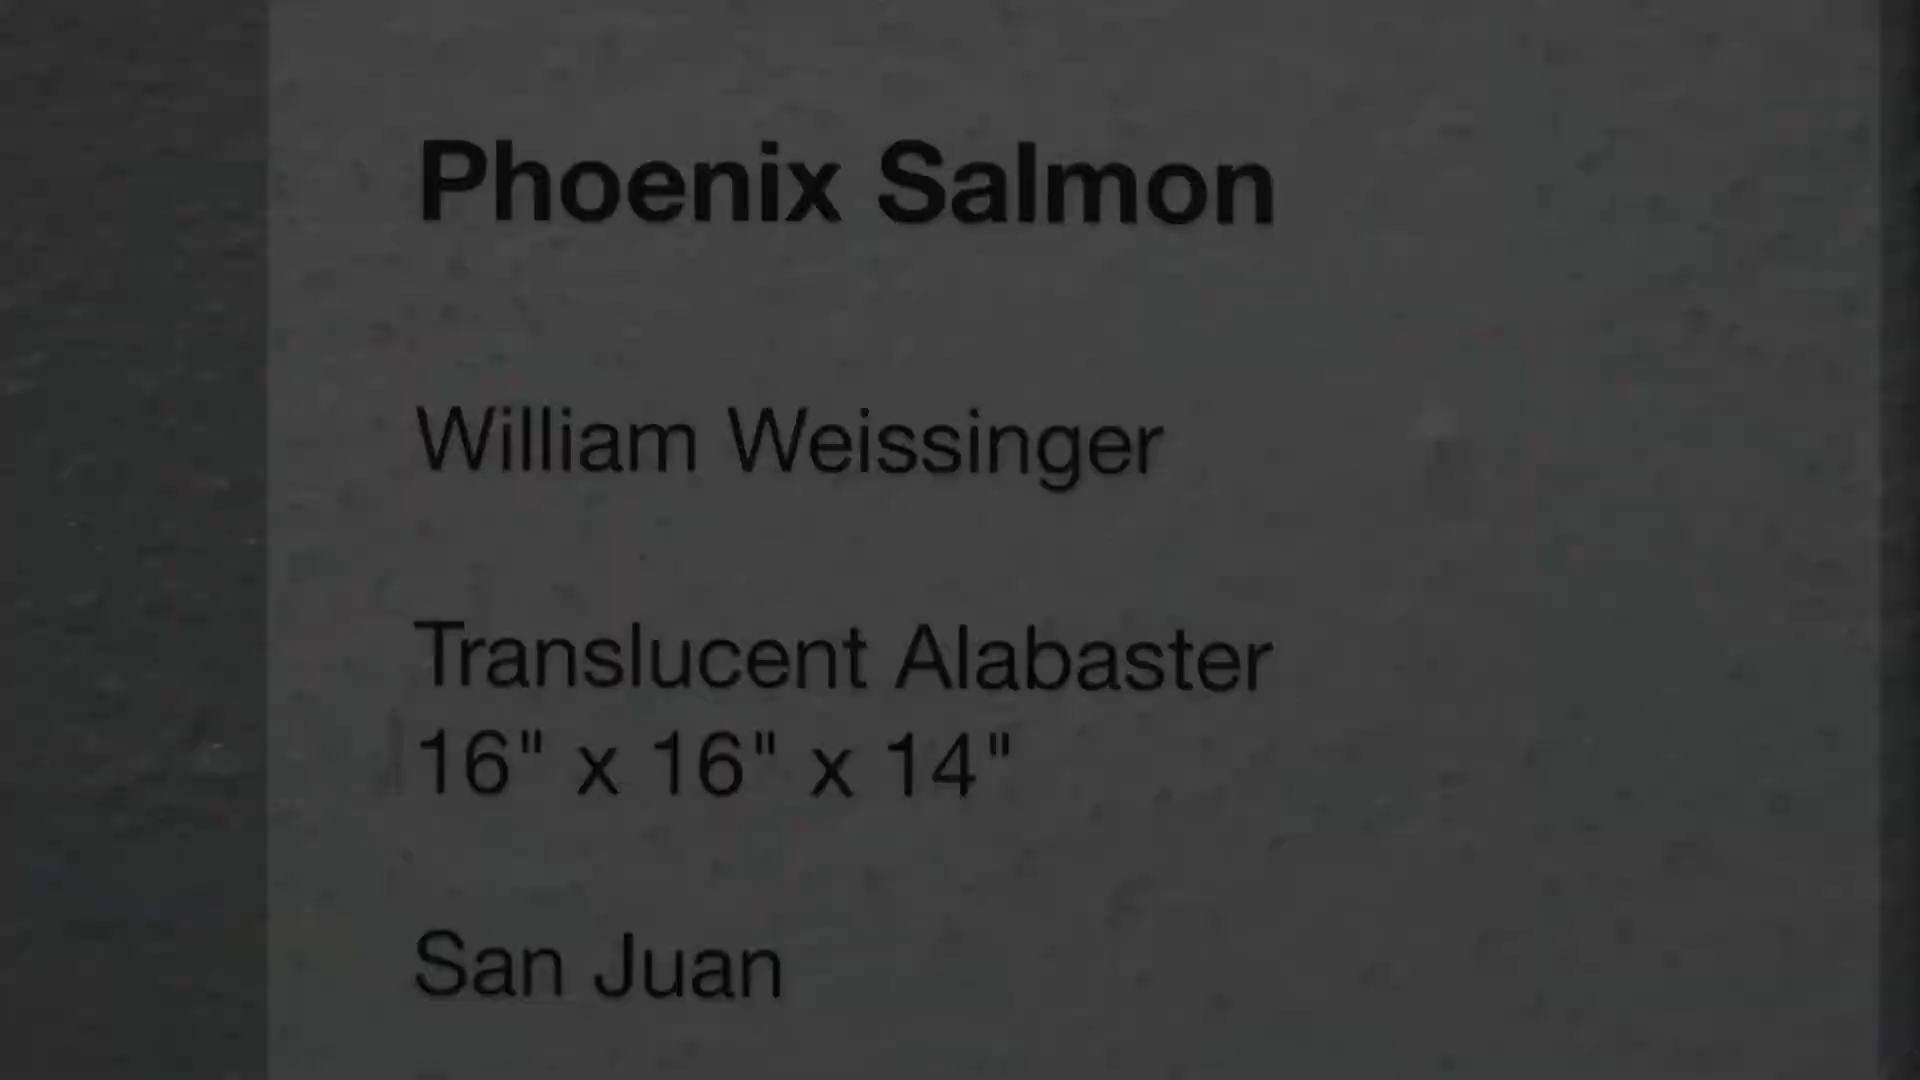 Phoenix Salmon
William Weissinger
Translucent Alabaster
16" x 16" x 14"
San Juan